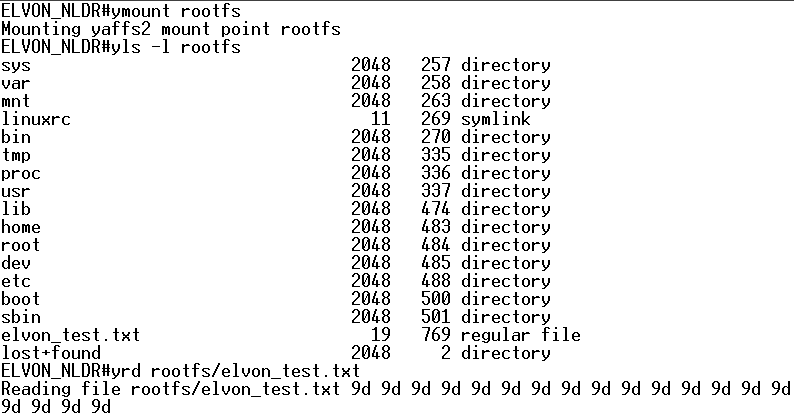 ELVON_NLDR#ymount rootfs
Mounting yaffs2 mount point rootfs
ELVON_NLDR#yls -l rootfs
sys 2048 257 directory
var 2048 258 directory
mnt 2048 263 directory
linuxrc 11 269 symlink
bin 2048 270 directory
tmp 2048 335 directory
proc 2048 336 directory
usr 2048 337 directory
lib 2048 474 directory
home 2048 483 directory
root 2048 484 directory
dev 2048 485 directory
etc 2048 488 directory
boot 2048 500 directory
sbin 2048 501 directory
elvon_test.txt 19 769 regular file
lost+found 2048 2 directory
ELVON_NLDR#yrd rootfs/elvon_test.txt
Reading file rootfs/elvon_test.txt 9d 9d 9d 9d 9d 9d 9d 9d 9d 9d 9d 9d 9d 9d 9d
9d 9d 9d 9d